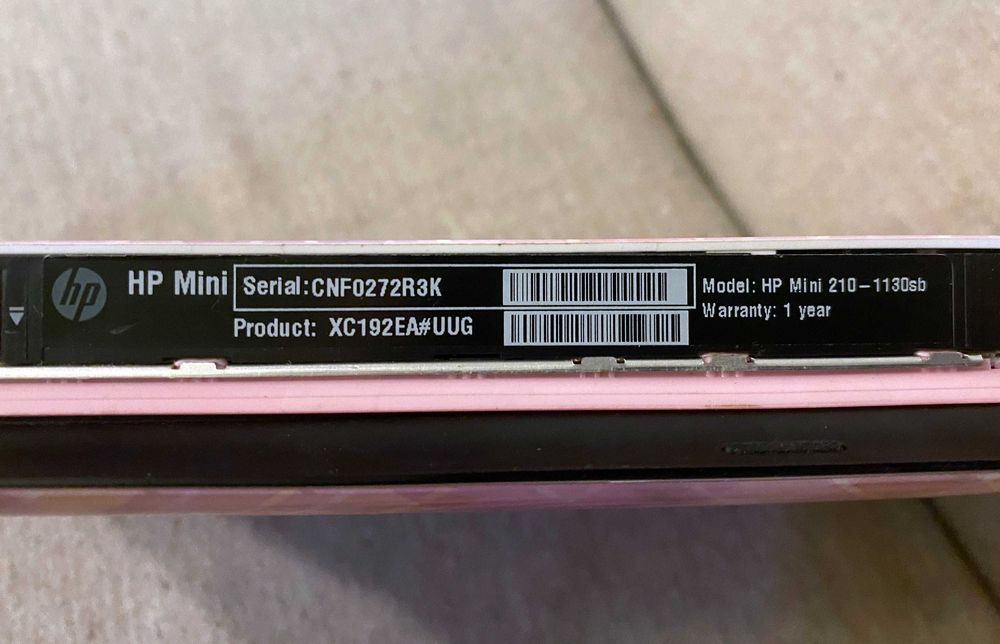 hp HP Mini Serial:CNF0272R3K
Product: XC192EA#UUG
Model: HP Mini 210-1130sb
Warranty: 1 year